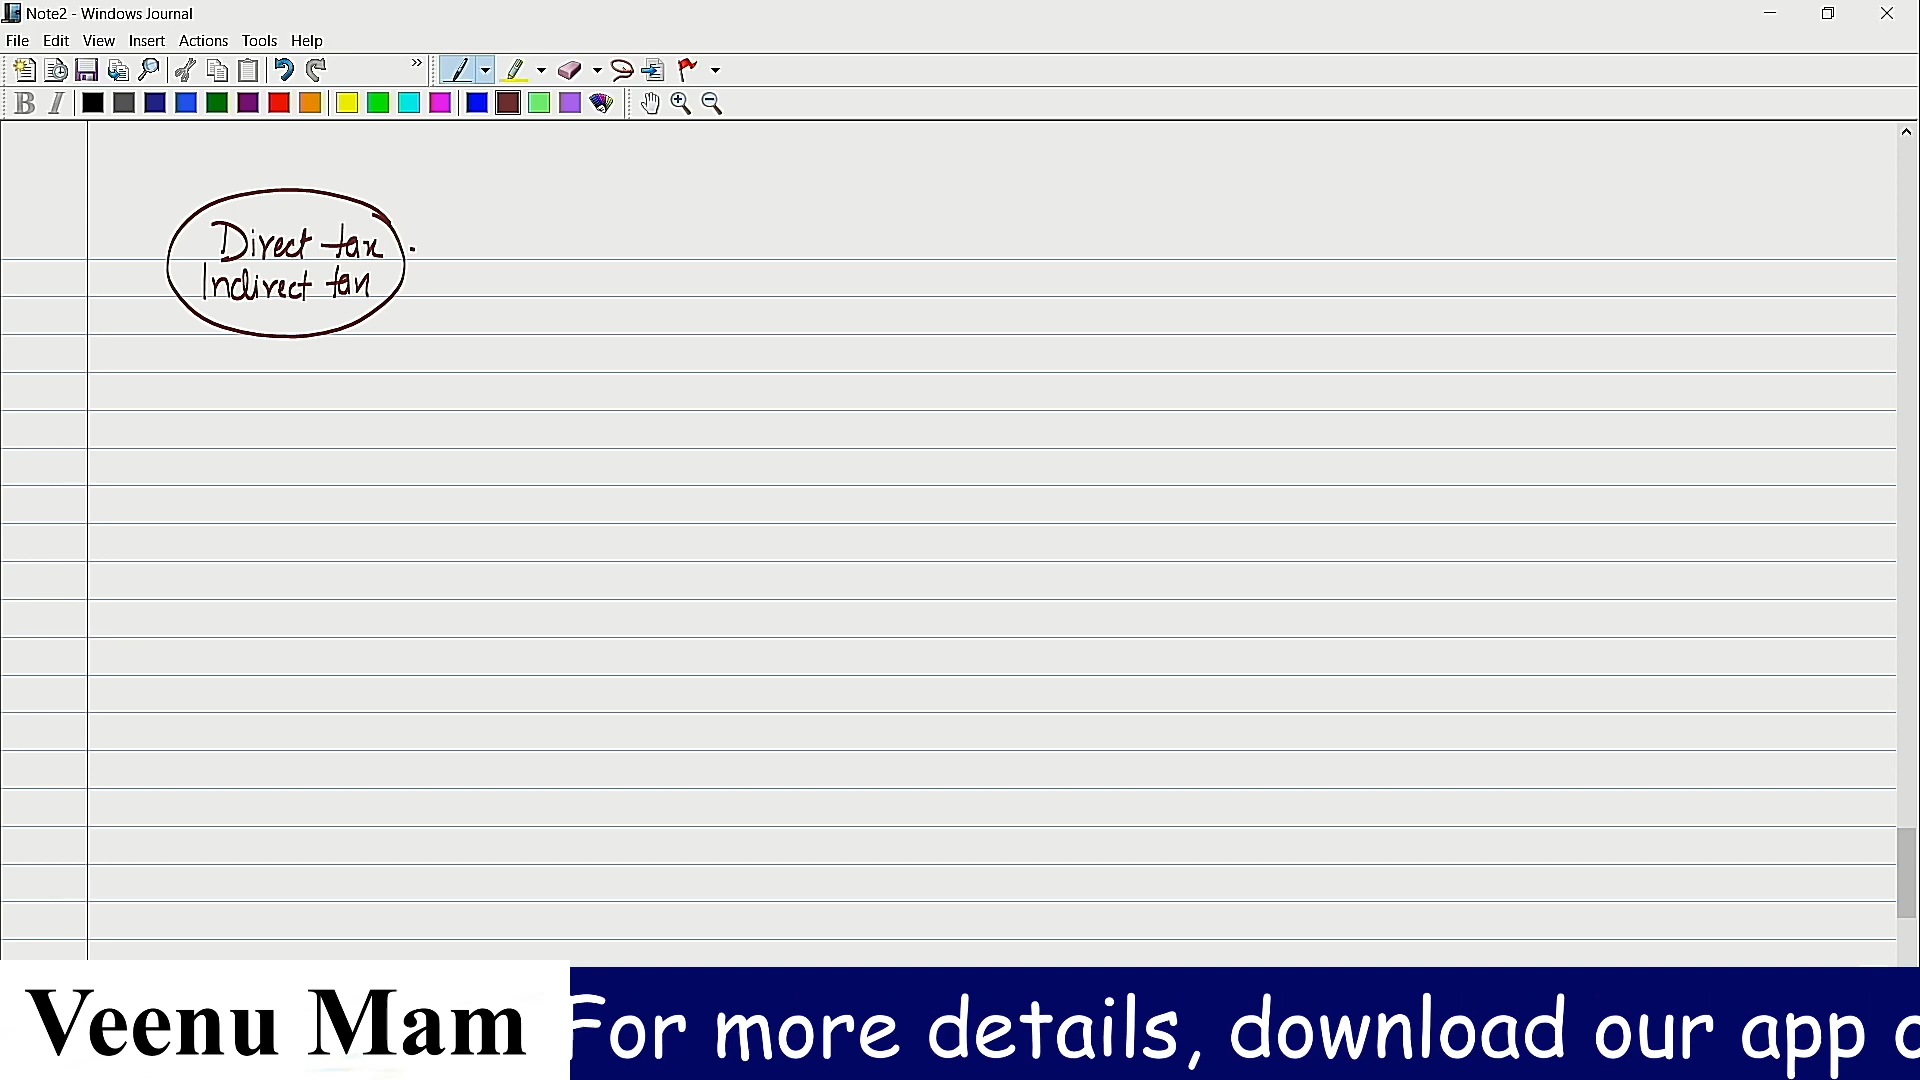 Note2 - Windows Journal
File Edit View Insert Actions Tools Help
B I
Direct tax
Indirect tax
Veenu Mam
For more details, download our app